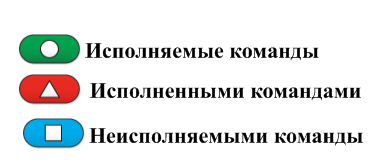 Исполняемые команды
Исполненными командами
Неисполняемыми команды